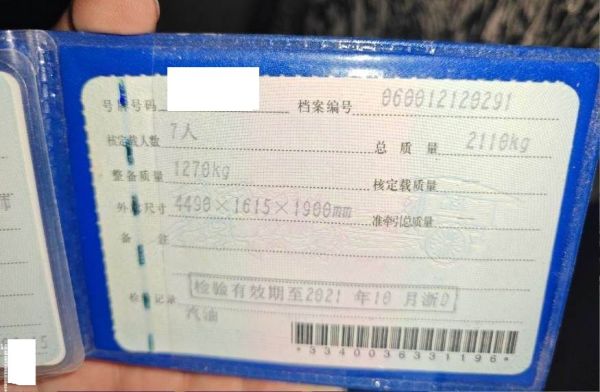 号牌号码 档案编号 060012120291
核定载人数 7人 总质量 2110kg
整备质量 1270kg 核定载质量
外廓尺寸 4490×1615×1900mm 准牵引总质量
备注
检验有效期至2021年10月浙D
检验记录
汽油
*3340036331196*